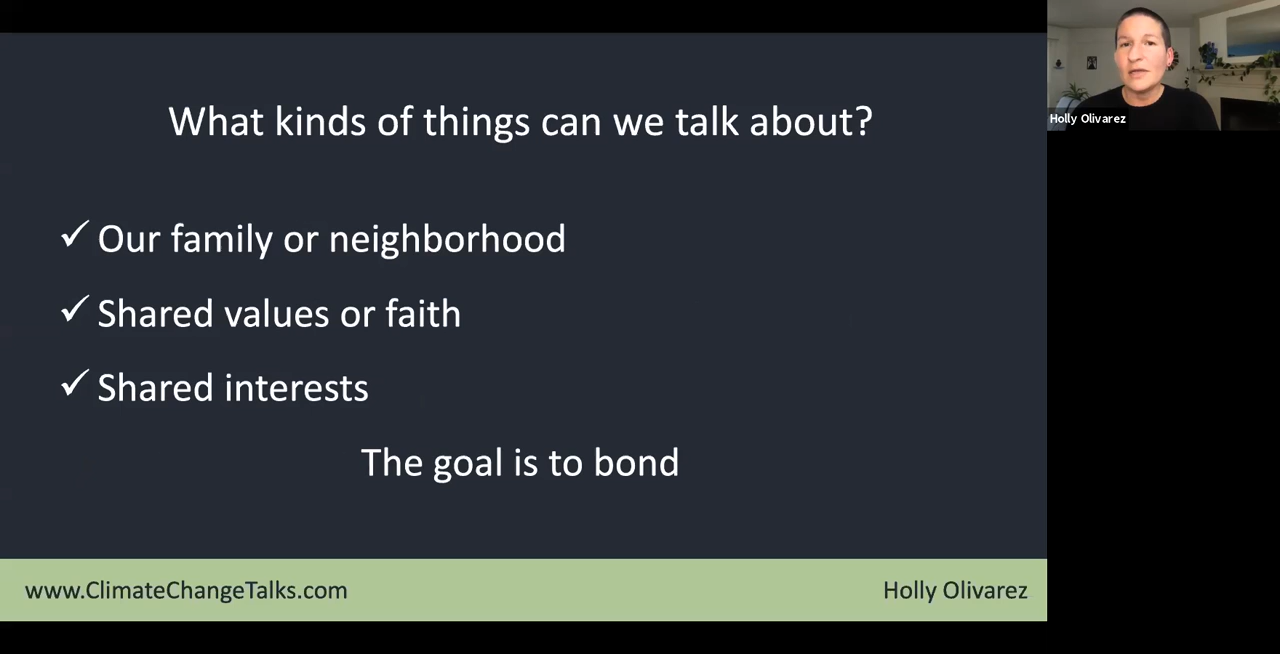 What kinds of things can we talk about?
✓ Our family or neighborhood
✓ Shared values or faith
✓ Shared interests
The goal is to bond
www.ClimateChangeTalks.com
Holly Olivarez
Holly Olivarez